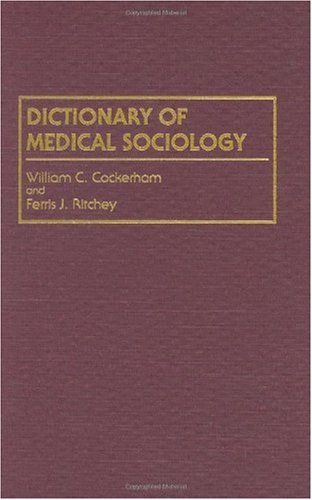 DICTIONARY OF
MEDICAL SOCIOLOGY
William C. Cockerham
and
Ferris J. Ritchey